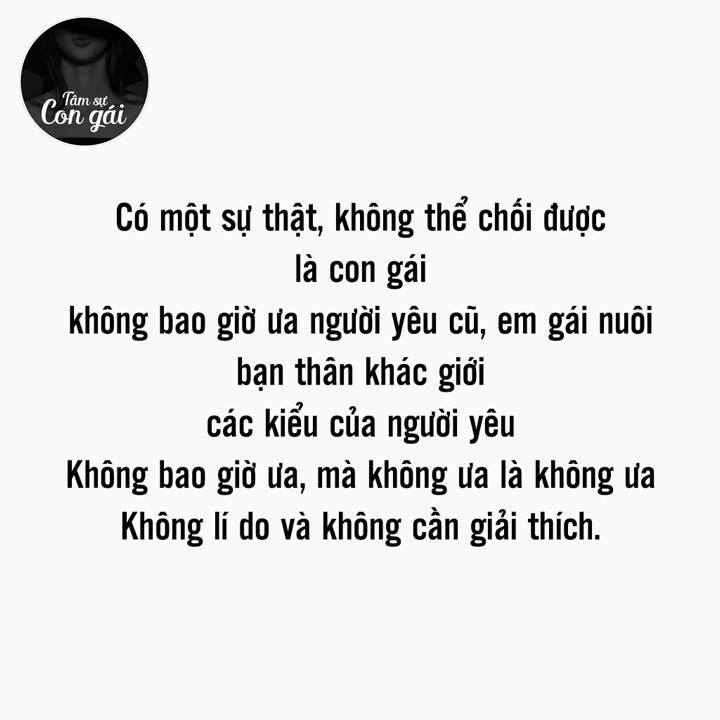 Tâm sự
Con gái
Có một sự thật, không thể chối được
là con gái
không bao giờ ưa người yêu cũ, em gái nuôi
bạn thân khác giới
các kiểu của người yêu
Không bao giờ ưa, mà không ưa là không ưa
Không lí do và không cần giải thích.